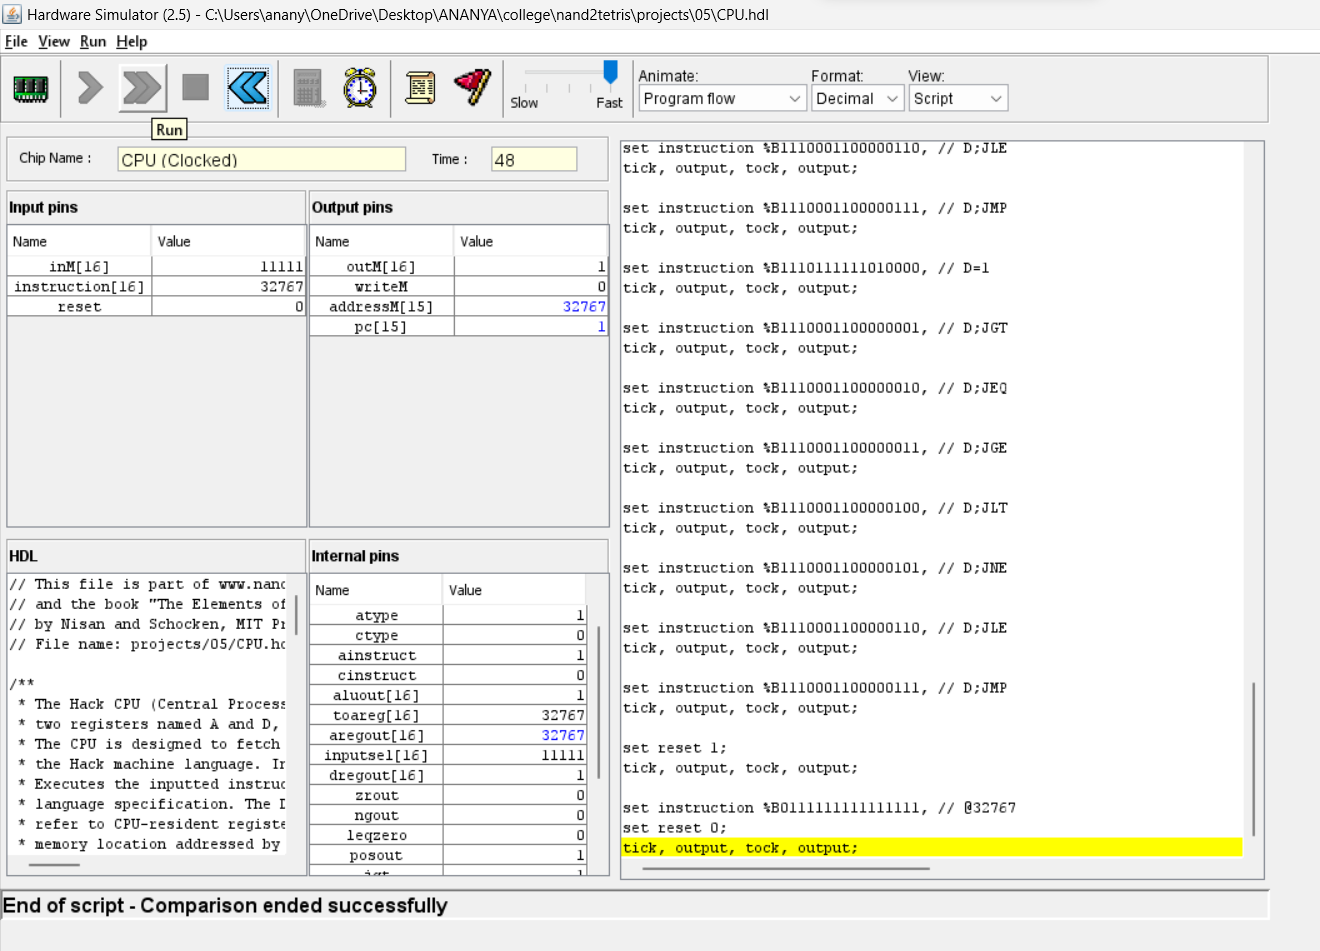 Hardware Simulator (2.5) - C:\Users\anany\OneDrive\Desktop\ANANYA\college\nand2tetris\projects\05\CPU.hdl
File View Run Help
Slow Fast
Animate: Format: View:
Program flow Decimal Script
Run
Chip Name : CPU (Clocked) Time : 48
Input pins
Name Value
inM[16] 11111
instruction[16] 32767
reset 0
Output pins
Name Value
outM[16] 1
writeM 0
addressM[15] 32767
pc[15] 1
HDL
// This file is part of www.nand
// and the book "The Elements of
// by Nisan and Schocken, MIT Pr
// File name: projects/05/CPU.hd
/**
* The Hack CPU (Central Process
* two registers named A and D,
* The CPU is designed to fetch
* the Hack machine language. In
* Executes the inputted instruc
* language specification. The D
* refer to CPU-resident registe
* memory location addressed by
Internal pins
Name Value
atype 1
ctype 0
ainstruct 1
cinstruct 0
aluout[16] 1
toareg[16] 32767
aregout[16] 32767
inputsel[16] 11111
dregout[16] 1
zrout 0
ngout 0
leqzero 0
posout 1
jgt 1
set instruction %B1110001100000110, // D;JLE
tick, output, tock, output;
set instruction %B1110001100000111, // D;JMP
tick, output, tock, output;
set instruction %B1110111111010000, // D=1
tick, output, tock, output;
set instruction %B1110001100000001, // D;JGT
tick, output, tock, output;
set instruction %B1110001100000010, // D;JEQ
tick, output, tock, output;
set instruction %B1110001100000011, // D;JGE
tick, output, tock, output;
set instruction %B1110001100000100, // D;JLT
tick, output, tock, output;
set instruction %B1110001100000101, // D;JNE
tick, output, tock, output;
set instruction %B1110001100000110, // D;JLE
tick, output, tock, output;
set instruction %B1110001100000111, // D;JMP
tick, output, tock, output;
set reset 1;
tick, output, tock, output;
set instruction %B0111111111111111, // @32767
set reset 0;
tick, output, tock, output;
End of script - Comparison ended successfully